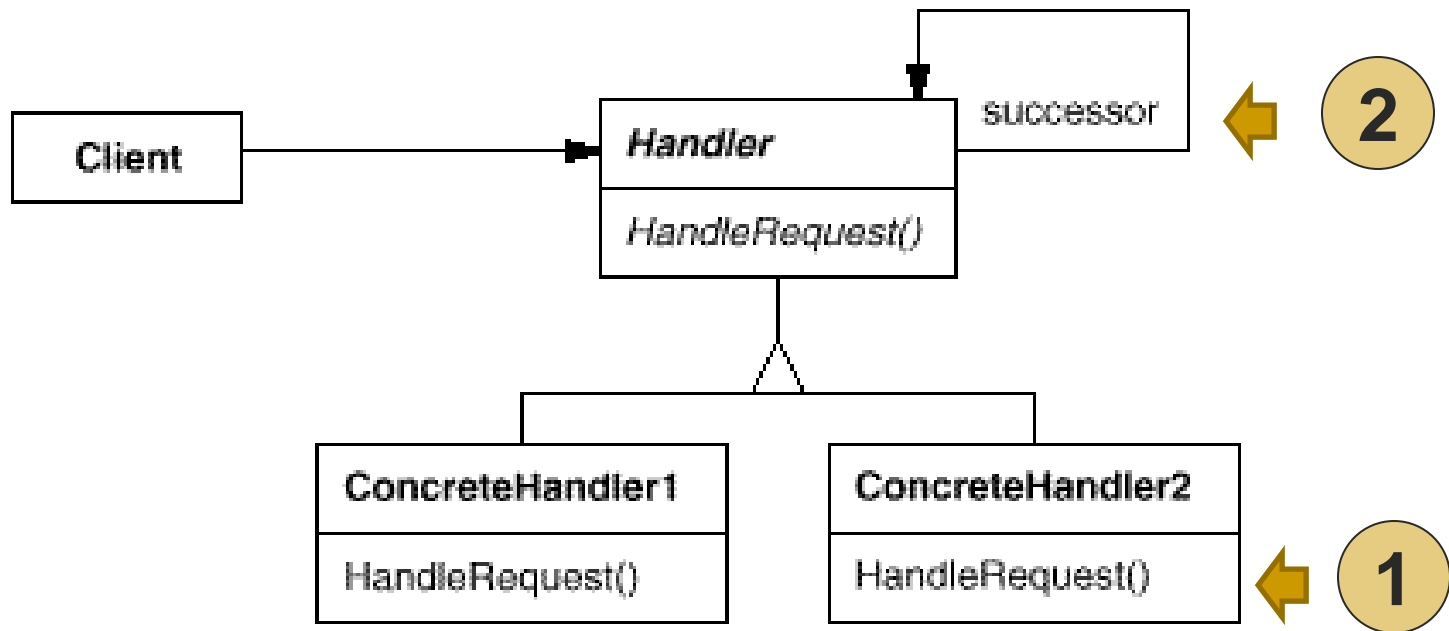 successor
2
Client
Handler
HandleRequest()
ConcreteHandler1
ConcreteHandler2
HandleRequest()
HandleRequest()
1